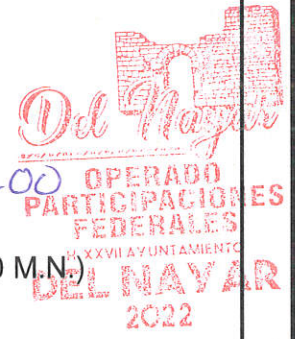 Del Nayar
00 OPERADO
PARTICIPACIONES
FEDERALES
H XXVII AYUNTAMIENTO
M.N.)
DEL NAYAR
2022